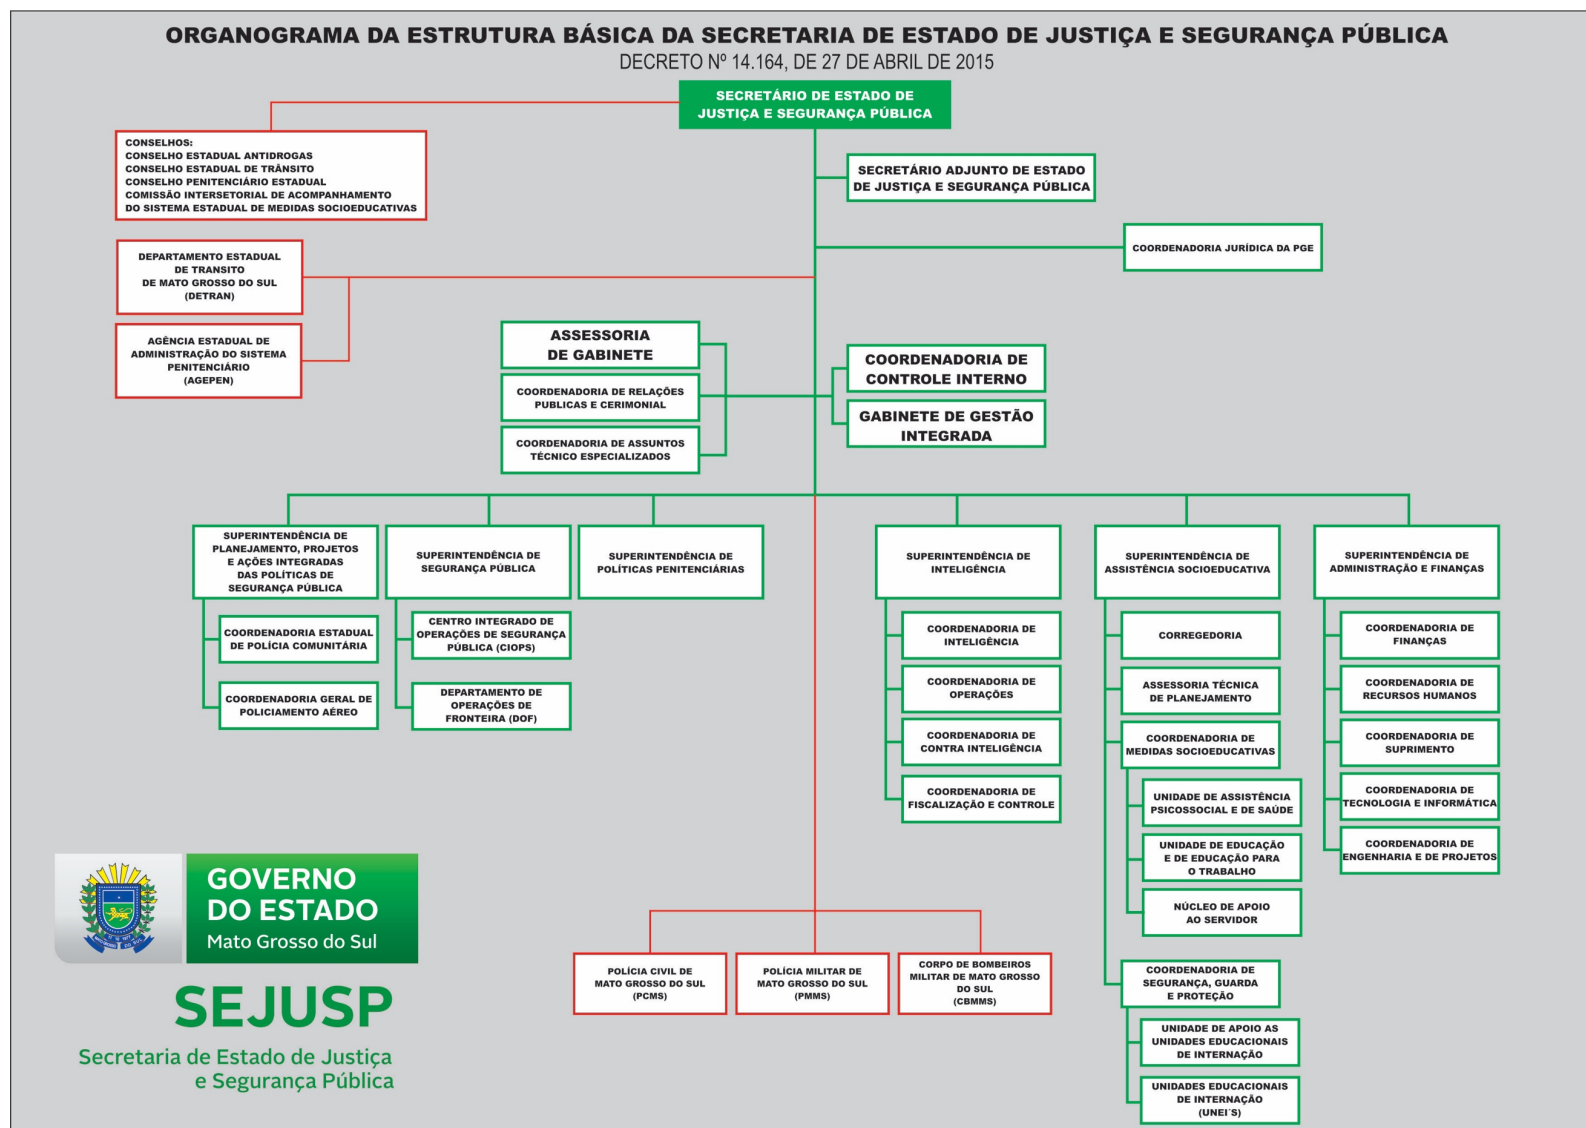 ORGANOGRAMA DA ESTRUTURA BÁSICA DA SECRETARIA DE ESTADO DE JUSTIÇA E SEGURANÇA PÚBLICA
DECRETO Nº 14.164, DE 27 DE ABRIL DE 2015
SECRETÁRIO DE ESTADO DE
JUSTIÇA E SEGURANÇA PÚBLICA
CONSELHOS:
CONSELHO ESTADUAL ANTIDROGAS
CONSELHO ESTADUAL DE TRÂNSITO
CONSELHO PENITENCIÁRIO ESTADUAL
COMISSÃO INTERSETORIAL DE ACOMPANHAMENTO
DO SISTEMA ESTADUAL DE MEDIDAS SOCIOEDUCATIVAS
SECRETÁRIO ADJUNTO DE ESTADO
DE JUSTIÇA E SEGURANÇA PÚBLICA
COORDENADORIA JURÍDICA DA PGE
DEPARTAMENTO ESTADUAL
DE TRANSITO
DE MATO GROSSO DO SUL
(DETRAN)
AGÊNCIA ESTADUAL DE
ADMINISTRAÇÃO DO SISTEMA
PENITENCIÁRIO
(AGEPEN)
ASSESSORIA
DE GABINETE
COORDENADORIA DE RELAÇÕES
PUBLICAS E CERIMONIAL
COORDENADORIA DE ASSUNTOS
TÉCNICO ESPECIALIZADOS
COORDENADORIA DE
CONTROLE INTERNO
GABINETE DE GESTÃO
INTEGRADA
SUPERINTENDÊNCIA DE
PLANEJAMENTO, PROJETOS
E AÇÕES INTEGRADAS
DAS POLÍTICAS DE
SEGURANÇA PÚBLICA
COORDENADORIA ESTADUAL
DE POLÍCIA COMUNITÁRIA
COORDENADORIA GERAL DE
POLICIAMENTO AÉREO
SUPERINTENDÊNCIA DE
SEGURANÇA PÚBLICA
CENTRO INTEGRADO DE
OPERAÇÕES DE SEGURANÇA
PÚBLICA (CIOPS)
DEPARTAMENTO DE
OPERAÇÕES DE
FRONTEIRA (DOF)
SUPERINTENDÊNCIA DE
POLÍTICAS PENITENCIÁRIAS
SUPERINTENDÊNCIA DE
INTELIGÊNCIA
COORDENADORIA DE
INTELIGÊNCIA
COORDENADORIA DE
OPERAÇÕES
COORDENADORIA DE
CONTRA INTELIGÊNCIA
COORDENADORIA DE
FISCALIZAÇÃO E CONTROLE
SUPERINTENDÊNCIA DE
ASSISTÊNCIA SOCIOEDUCATIVA
CORREGEDORIA
ASSESSORIA TÉCNICA
DE PLANEJAMENTO
COORDENADORIA DE
MEDIDAS SOCIOEDUCATIVAS
UNIDADE DE ASSISTÊNCIA
PSICOSSOCIAL E DE SAÚDE
UNIDADE DE EDUCAÇÃO
E DE EDUCAÇÃO PARA
O TRABALHO
NÚCLEO DE APOIO
AO SERVIDOR
COORDENADORIA DE
SEGURANÇA, GUARDA
E PROTEÇÃO
UNIDADE DE APOIO AS
UNIDADES EDUCACIONAIS
DE INTERNAÇÃO
UNIDADES EDUCACIONAIS
DE INTERNAÇÃO
(UNEI´S)
SUPERINTENDÊNCIA DE
ADMINISTRAÇÃO E FINANÇAS
COORDENADORIA DE
FINANÇAS
COORDENADORIA DE
RECURSOS HUMANOS
COORDENADORIA DE
SUPRIMENTO
COORDENADORIA DE
TECNOLOGIA E INFORMÁTICA
COORDENADORIA DE
ENGENHARIA E DE PROJETOS
POLÍCIA CIVIL DE
MATO GROSSO DO SUL
(PCMS)
POLÍCIA MILITAR DE
MATO GROSSO DO SUL
(PMMS)
CORPO DE BOMBEIROS
MILITAR DE MATO GROSSO
DO SUL
(CBMMS)
GOVERNO
DO ESTADO
Mato Grosso do Sul
SEJUSP
Secretaria de Estado de Justiça
e Segurança Pública